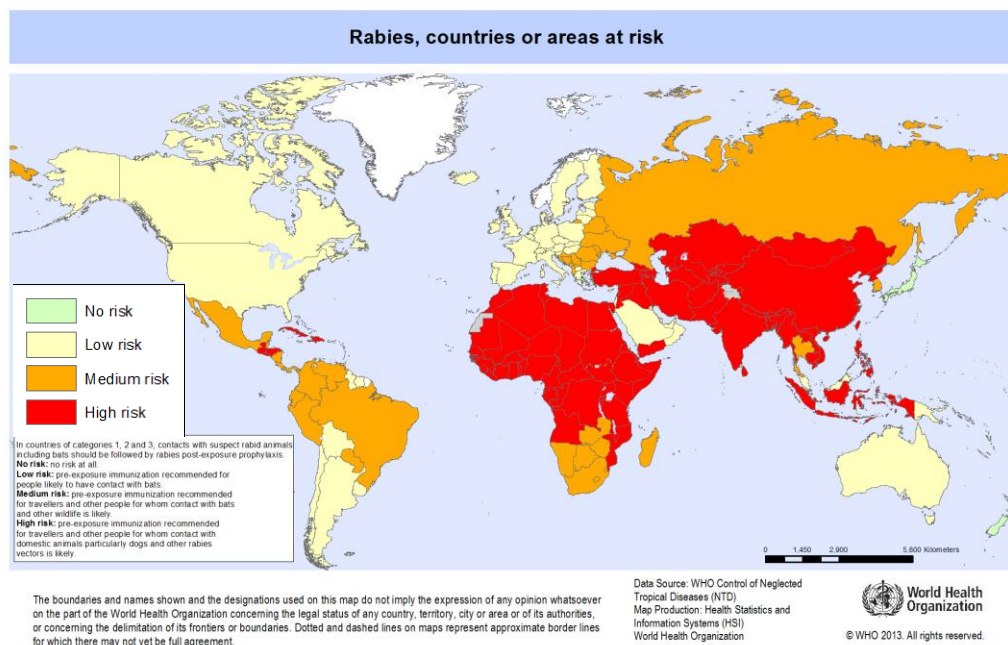 Rabies, countries or areas at risk
No risk
Low risk
Medium risk
High risk
In countries of categories 1, 2 and 3, contacts with suspect rabid animals
including bats should be followed by rabies post-exposure prophylaxis.
No risk: no risk at all.
Low risk: pre-exposure immunization recommended for
people likely to have contact with bats.
Medium risk: pre-exposure immunization recommended
for travellers and other people for whom contact with bats
and other wildlife is likely.
High risk: pre-exposure immunization recommended
for travellers and other people for whom contact with
domestic animals particularly dogs and other rabies
vectors is likely.
0 1,450 2,900 5,800 Kilometers
The boundaries and names shown and the designations used on this map do not imply the expression of any opinion whatsoever
on the part of the World Health Organization concerning the legal status of any country, territory, city or area or of its authorities,
or concerning the delimitation of its frontiers or boundaries. Dotted and dashed lines on maps represent approximate border lines
for which there may not yet be full agreement.
Data Source: WHO Control of Neglected
Tropical Diseases (NTD)
Map Production: Health Statistics and
Information Systems (HSI)
World Health Organization
World Health
Organization
© WHO 2013. All rights reserved.